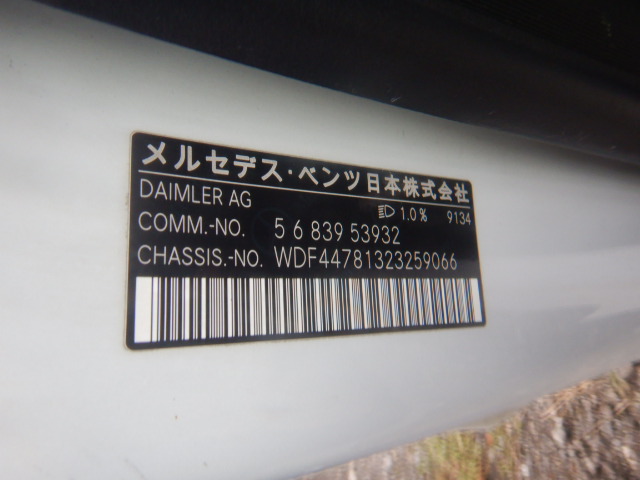 メルセデス・ベンツ日本株式会社
DAIMLER AG 1.0% 9134
COMM.-NO. 5 6 839 53932
CHASSIS.-NO. WDF44781323259066